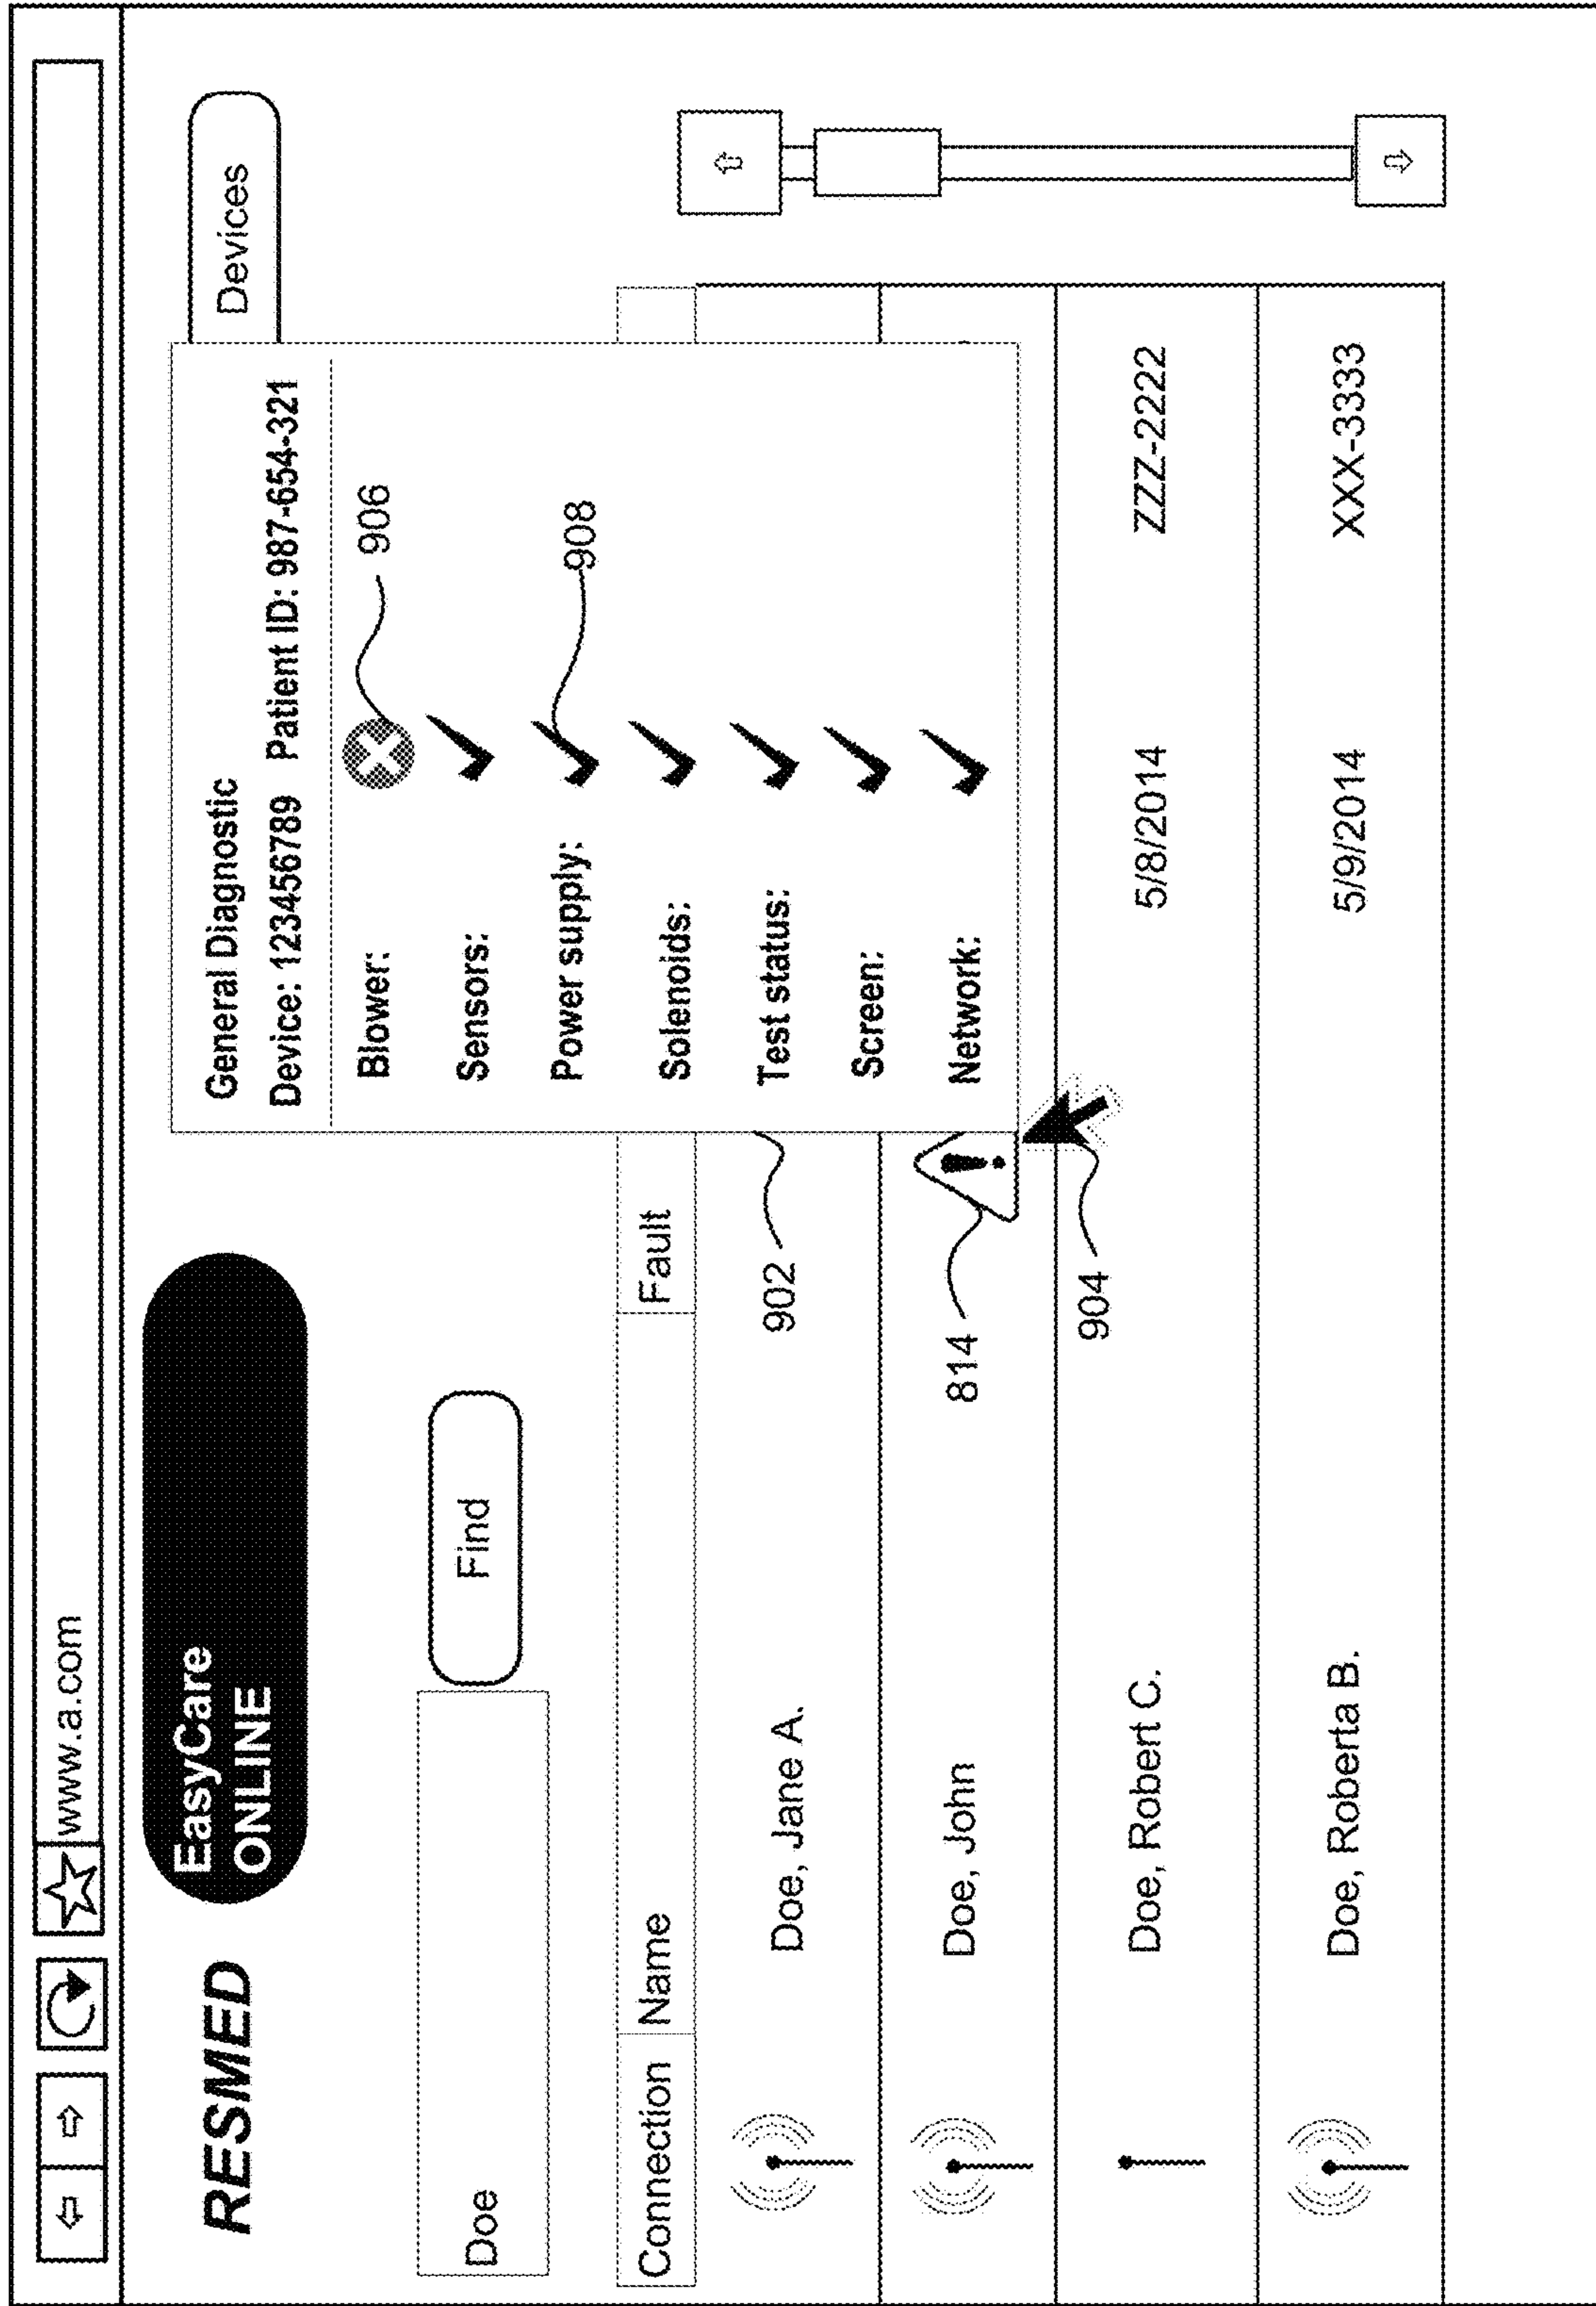 www.a.com
RESMED
EasyCare
ONLINE
Devices
General Diagnostic
Device: 123456789 Patient ID: 987-654-321
Blower:
906
Sensors:
Power supply:
908
Solenoids:
Test status:
Screen:
Network:
Doe
Find
Connection
Name
Fault
Doe, Jane A.
902
Doe, John
814
!
904
Doe, Robert C.
5/8/2014
ZZZ-2222
Doe, Roberta B.
5/9/2014
XXX-3333